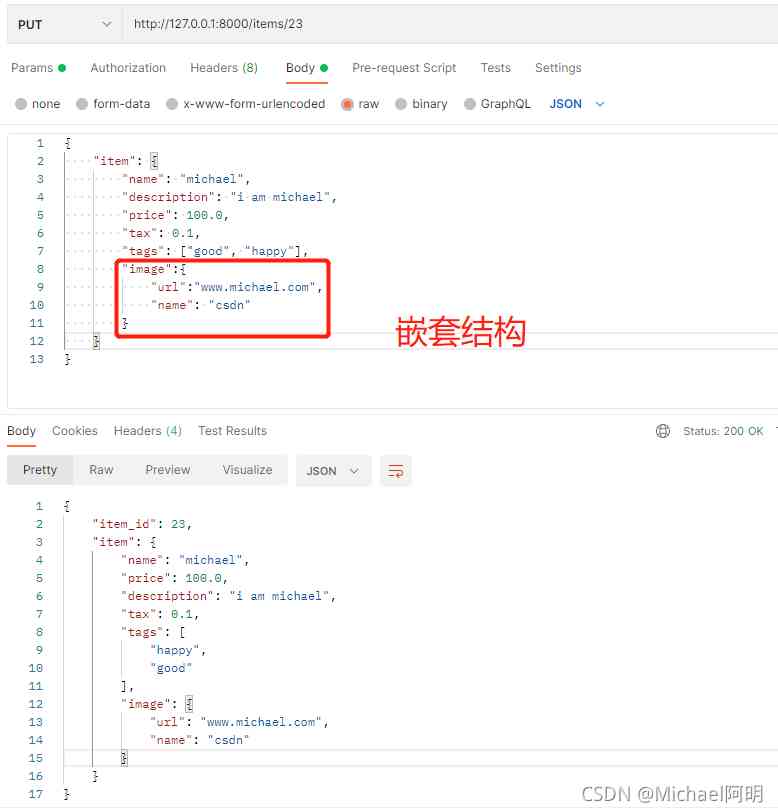 PUT http://127.0.0.1:8000/items/23
Params Authorization Headers (8) Body Pre-request Script Tests Settings
none form-data x-www-form-urlencoded raw binary GraphQL JSON
1 {
2 "item": {
3 "name": "michael",
4 "description": "i am michael",
5 "price": 100.0,
6 "tax": 0.1,
7 "tags": ["good", "happy"],
8 "image":{
9 "url":"www.michael.com",
10 "name": "csdn"
11 }
嵌套结构
12 }
13 }
Body Cookies Headers (4) Test Results Status: 200 OK
Pretty Raw Preview Visualize JSON
1 {
2 "item_id": 23,
3 "item": {
4 "name": "michael",
5 "price": 100.0,
6 "description": "i am michael",
7 "tax": 0.1,
8 "tags": [
9 "happy",
10 "good"
11 ],
12 "image": {
13 "url": "www.michael.com",
14 "name": "csdn"
15 }
16 }
17 }
CSDN @Michael阿明